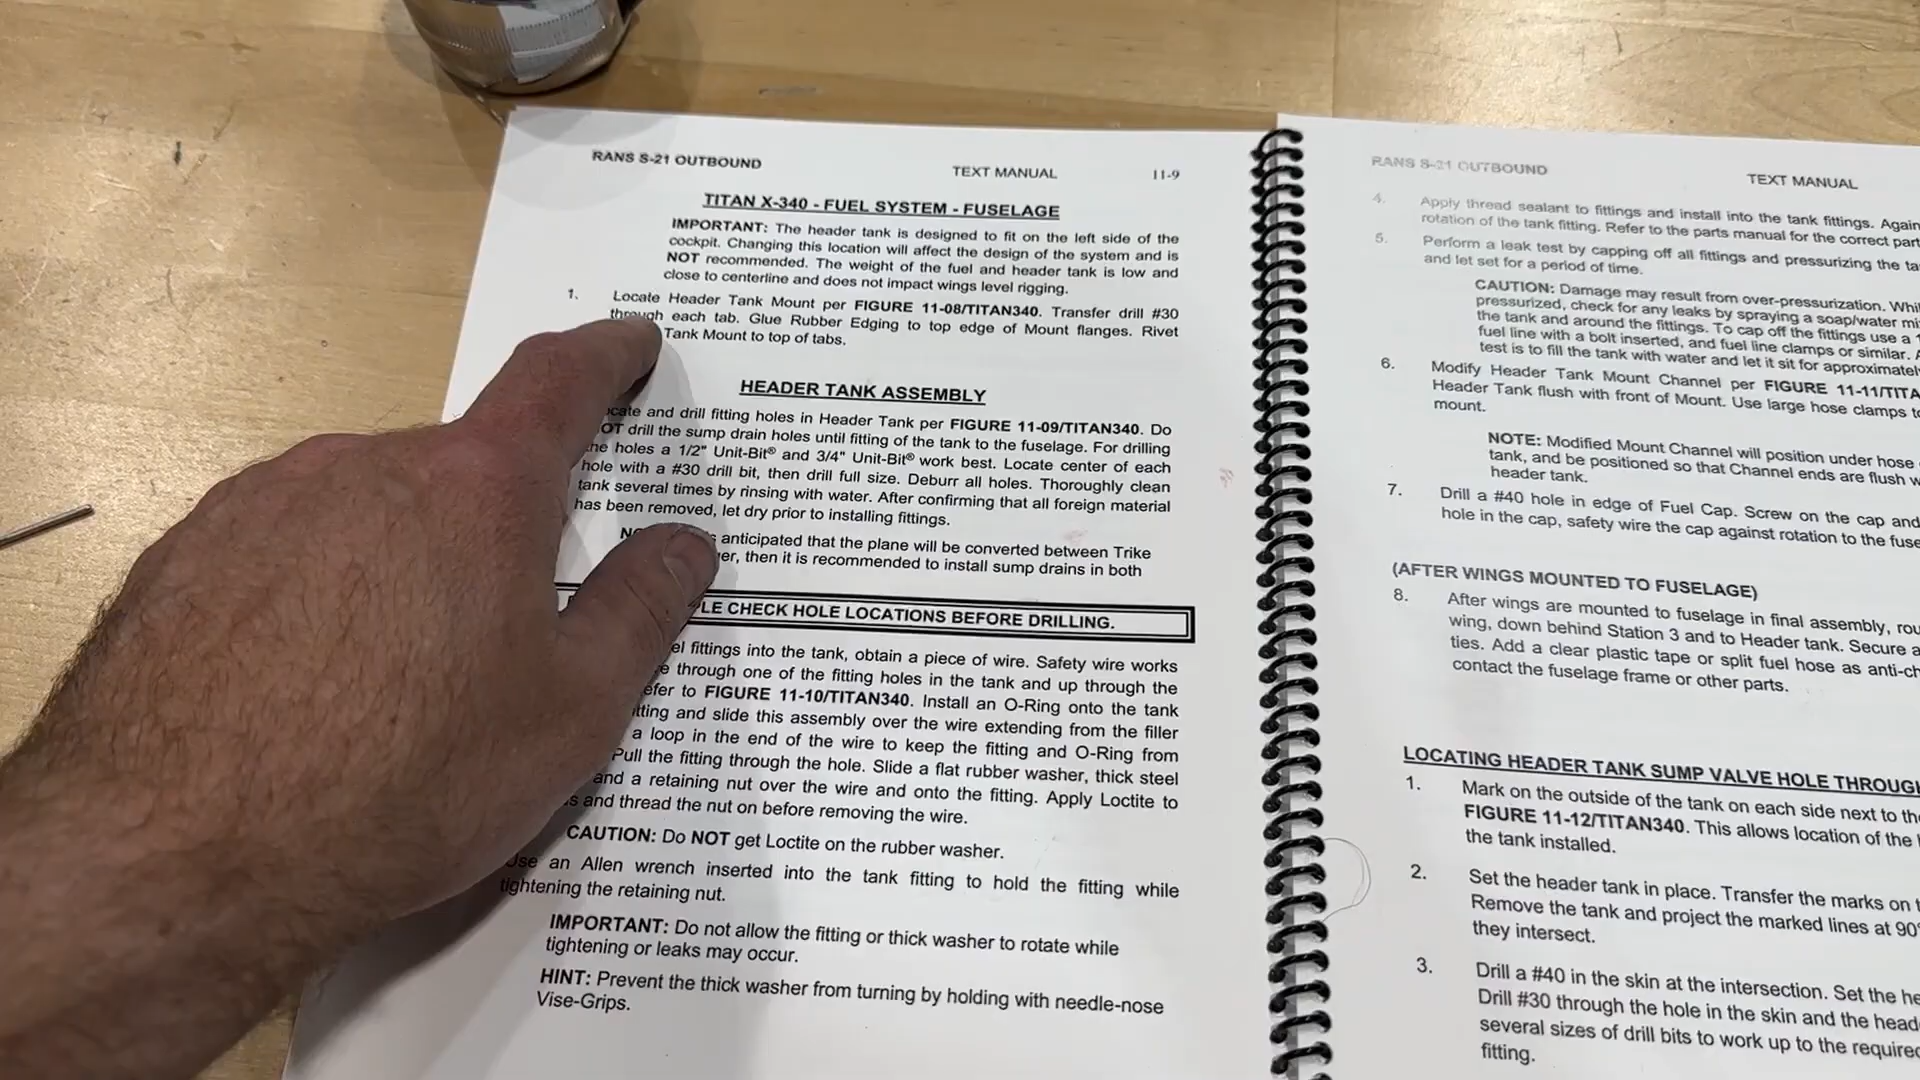 RANS S-21 OUTBOUND TEXT MANUAL 11-9
TITAN X-340 - FUEL SYSTEM - FUSELAGE
IMPORTANT: The header tank is designed to fit on the left side of the
cockpit. Changing this location will affect the design of the system and is
NOT recommended. The weight of the fuel and header tank is low and
close to centerline and does not impact wings level rigging.
1. Locate Header Tank Mount per FIGURE 11-08/TITAN340. Transfer drill #30
through each tab. Glue Rubber Edging to top edge of Mount flanges. Rivet
Tank Mount to top of tabs.
HEADER TANK ASSEMBLY
and drill fitting holes in Header Tank per FIGURE 11-09/TITAN340. Do
drill the sump drain holes until fitting of the tank to the fuselage. For drilling
holes a 1/2" Unit-Bit® and 3/4" Unit-Bit® work best. Locate center of each
hole with a #30 drill bit, then drill full size. Deburr all holes. Thoroughly clean
tank several times by rinsing with water. After confirming that all foreign material
has been removed, let dry prior to installing fittings.
anticipated that the plane will be converted between Trike
then it is recommended to install sump drains in both
CHECK HOLE LOCATIONS BEFORE DRILLING.
fittings into the tank, obtain a piece of wire. Safety wire works
through one of the fitting holes in the tank and up through the
to FIGURE 11-10/TITAN340. Install an O-Ring onto the tank
and slide this assembly over the wire extending from the filler
a loop in the end of the wire to keep the fitting and O-Ring from
Pull the fitting through the hole. Slide a flat rubber washer, thick steel
and a retaining nut over the wire and onto the fitting. Apply Loctite to
and thread the nut on before removing the wire.
CAUTION: Do NOT get Loctite on the rubber washer.
Use an Allen wrench inserted into the tank fitting to hold the fitting while
tightening the retaining nut.
IMPORTANT: Do not allow the fitting or thick washer to rotate while
tightening or leaks may occur.
HINT: Prevent the thick washer from turning by holding with needle-nose
Vise-Grips.
RANS S-21 OUTBOUND TEXT MANUAL
4. Apply thread sealant to fittings and install into the tank fittings.
rotation of the tank fitting. Refer to the parts manual for the correct
5. Perform a leak test by capping off all fittings and pressurizing the
and let set for a period of time.
CAUTION: Damage may result from over-pressurization.
pressurized, check for any leaks by spraying a soap/water
the tank and around the fittings. To cap off the fittings use a
fuel line with a bolt inserted, and fuel line clamps or similar.
test is to fill the tank with water and let it sit for
6. Modify Header Tank Mount Channel per FIGURE
Header Tank flush with front of Mount. Use large hose clamps
mount.
NOTE: Modified Mount Channel will position under hose
tank, and be positioned so that Channel ends are flush
header tank.
7. Drill a #40 hole in edge of Fuel Cap. Screw on the cap and
hole in the cap, safety wire the cap against rotation to the
(AFTER WINGS MOUNTED TO FUSELAGE)
8. After wings are mounted to fuselage in final assembly,
wing, down behind Station 3 and to Header tank. Secure
ties. Add a clear plastic tape or split fuel hose as
contact the fuselage frame or other parts.
LOCATING HEADER TANK SUMP VALVE HOLE
1. Mark on the outside of the tank on each side next to
FIGURE 11-12/TITAN340. This allows location of the
the tank installed.
2. Set the header tank in place. Transfer the marks on
Remove the tank and project the marked lines at
they intersect.
3. Drill a #40 in the skin at the intersection. Set the
Drill #30 through the hole in the skin and the
several sizes of drill bits to work up to the
fitting.